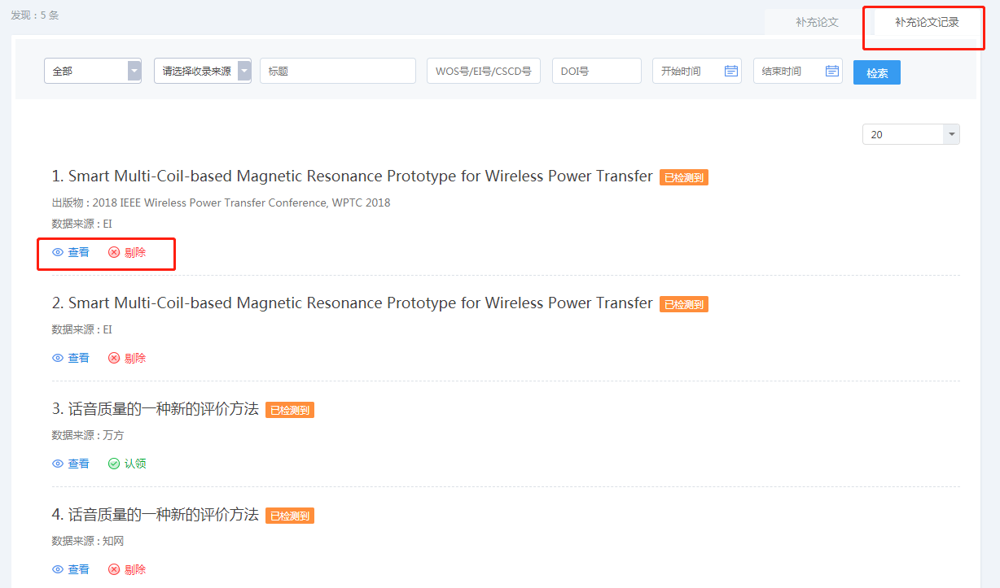 发现：5 条
补充论文 补充论文记录
全部 请选择收录来源 标题 WOS号/EI号/CSCD号 DOI号 开始时间 结束时间 检索
20
1. Smart Multi-Coil-based Magnetic Resonance Prototype for Wireless Power Transfer 已检测到
出版物 : 2018 IEEE Wireless Power Transfer Conference, WPTC 2018
数据来源 : EI
查看 剔除
2. Smart Multi-Coil-based Magnetic Resonance Prototype for Wireless Power Transfer 已检测到
数据来源 : EI
查看 剔除
3. 话音质量的一种新的评价方法 已检测到
数据来源 : 万方
查看 认领
4. 话音质量的一种新的评价方法 已检测到
数据来源 : 知网
查看 剔除